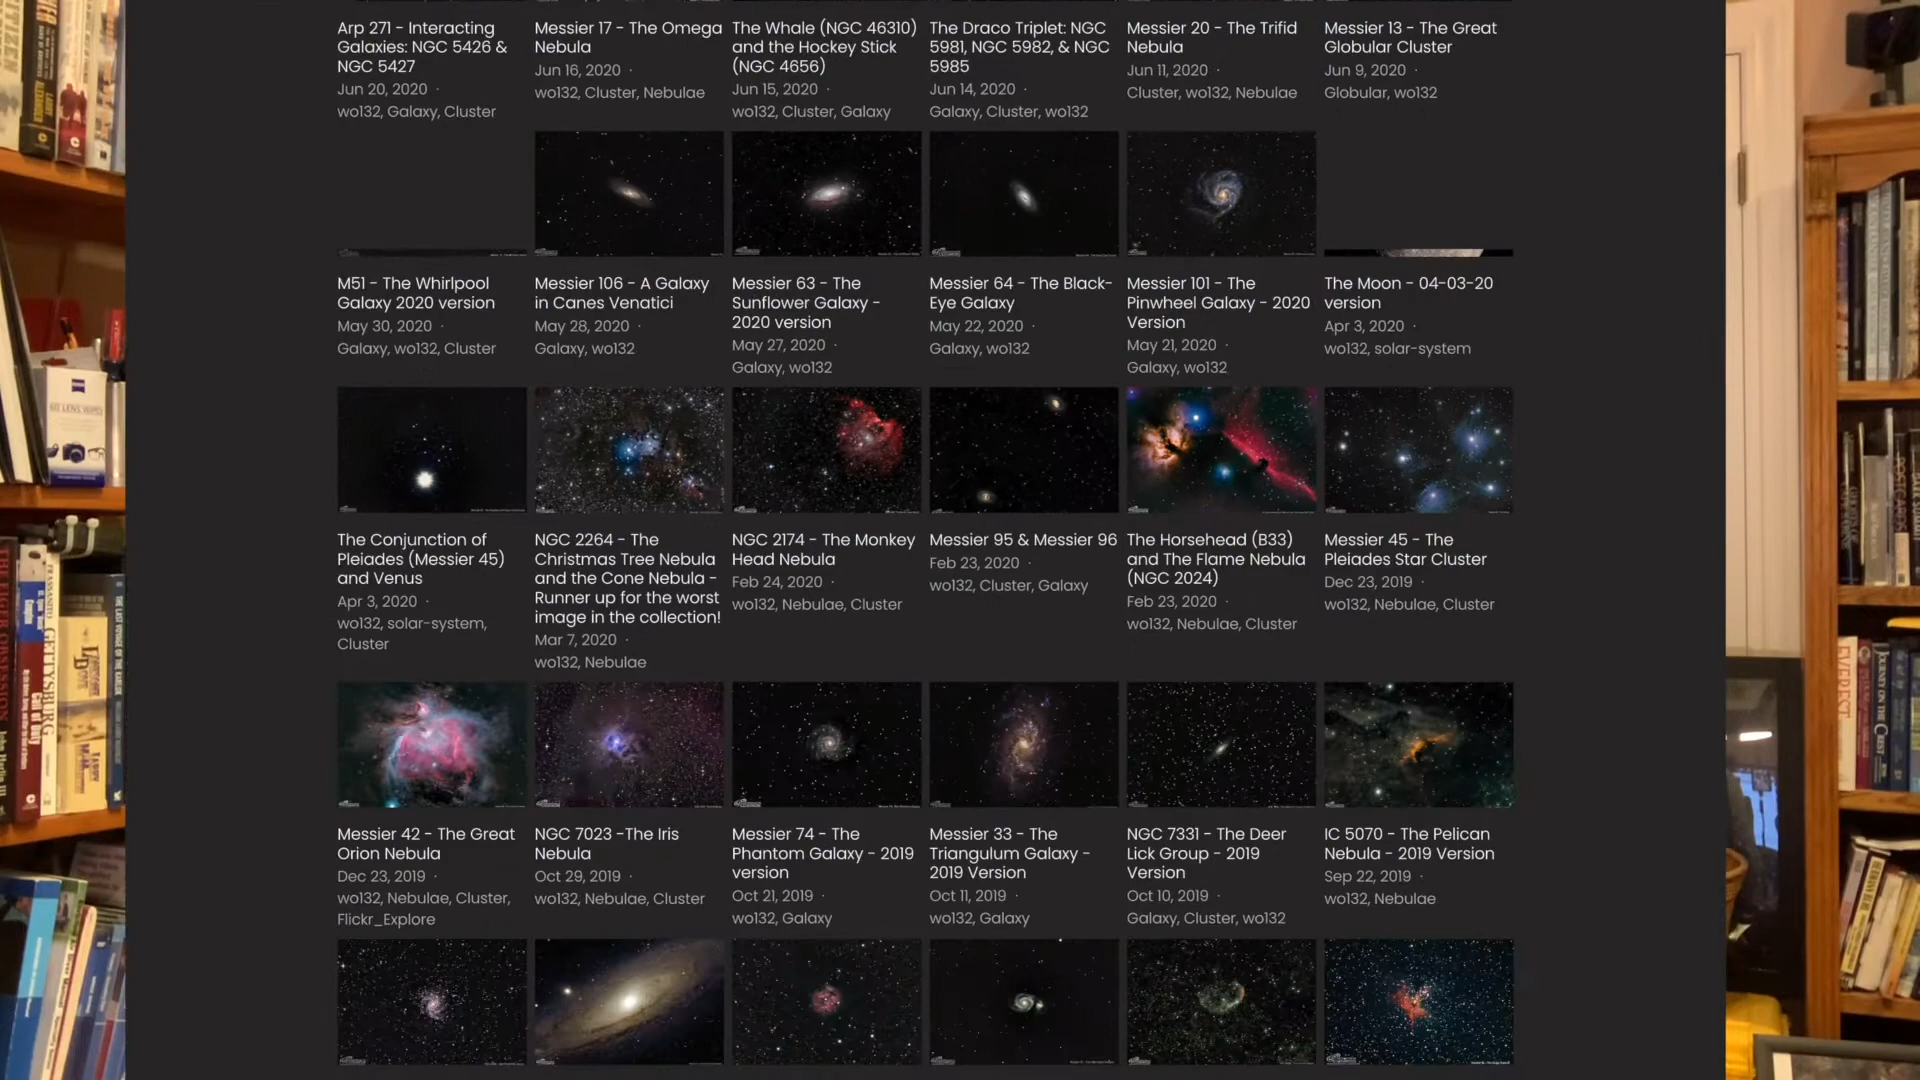 Arp 271 - Interacting
Galaxies: NGC 5426 &
NGC 5427
Jun 20, 2020 ·
wo132, Galaxy, Cluster
Messier 17 - The Omega
Nebula
Jun 16, 2020 ·
wo132, Cluster, Nebulae
The Whale (NGC 46310)
and the Hockey Stick
(NGC 4656)
Jun 15, 2020 ·
wo132, Cluster, Galaxy
The Draco Triplet: NGC
5981, NGC 5982, & NGC
5985
Jun 14, 2020 ·
Galaxy, Cluster, wo132
Messier 20 - The Trifid
Nebula
Jun 11, 2020 ·
Cluster, wo132, Nebulae
Messier 13 - The Great
Globular Cluster
Jun 9, 2020 ·
Globular, wo132
M51 - The Whirlpool
Galaxy 2020 version
May 30, 2020 ·
Galaxy, wo132, Cluster
Messier 106 - A Galaxy
in Canes Venatici
May 28, 2020 ·
Galaxy, wo132
Messier 63 - The
Sunflower Galaxy -
2020 version
May 27, 2020 ·
Galaxy, wo132
Messier 64 - The Black-
Eye Galaxy
May 22, 2020 ·
Galaxy, wo132
Messier 101 - The
Pinwheel Galaxy - 2020
Version
May 21, 2020 ·
Galaxy, wo132
The Moon - 04-03-20
version
Apr 3, 2020 ·
wo132, solar-system
The Conjunction of
Pleiades (Messier 45)
and Venus
Apr 3, 2020 ·
wo132, solar-system,
Cluster
NGC 2264 - The
Christmas Tree Nebula
and the Cone Nebula -
Runner up for the worst
image in the collection!
Mar 7, 2020 ·
wo132, Nebulae
NGC 2174 - The Monkey
Head Nebula
Feb 24, 2020 ·
wo132, Nebulae, Cluster
Messier 95 & Messier 96
Feb 23, 2020 ·
wo132, Cluster, Galaxy
The Horsehead (B33)
and The Flame Nebula
(NGC 2024)
Feb 23, 2020 ·
wo132, Nebulae, Cluster
Messier 45 - The
Pleiades Star Cluster
Dec 23, 2019 ·
wo132, Nebulae, Cluster
Messier 42 - The Great
Orion Nebula
Dec 23, 2019 ·
wo132, Nebulae, Cluster,
Flickr_Explore
NGC 7023 -The Iris
Nebula
Oct 29, 2019 ·
wo132, Nebulae, Cluster
Messier 74 - The
Phantom Galaxy - 2019
version
Oct 21, 2019 ·
wo132, Galaxy
Messier 33 - The
Triangulum Galaxy -
2019 Version
Oct 11, 2019 ·
wo132, Galaxy
NGC 7331 - The Deer
Lick Group - 2019
Version
Oct 10, 2019 ·
Galaxy, Cluster, wo132
IC 5070 - The Pelican
Nebula - 2019 Version
Sep 22, 2019 ·
wo132, Nebulae
ZEISS
GETTYSBURG
EVEREST